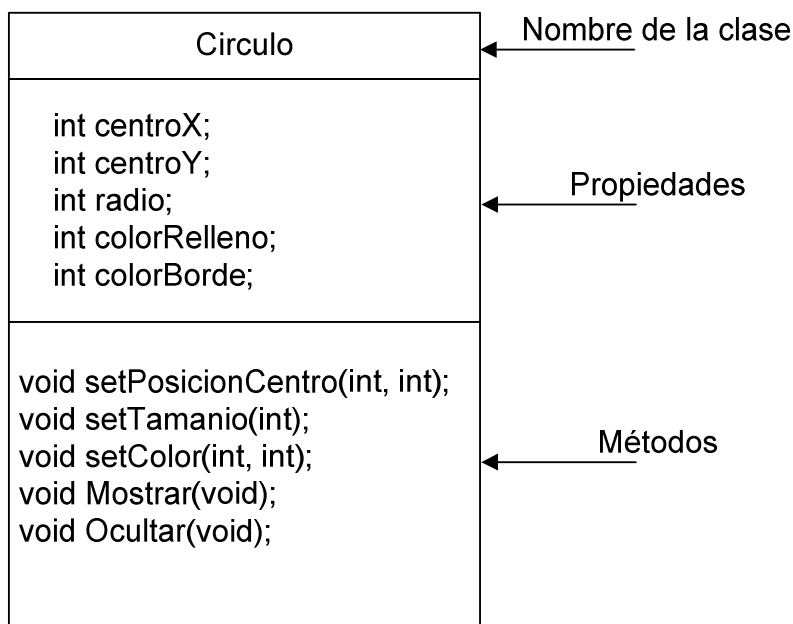 Circulo
Nombre de la clase
int centroX;
int centroY;
int radio;
int colorRelleno;
int colorBorde;
Propiedades
void setPosicionCentro(int, int);
void setTamanio(int);
void setColor(int, int);
void Mostrar(void);
void Ocultar(void);
Métodos